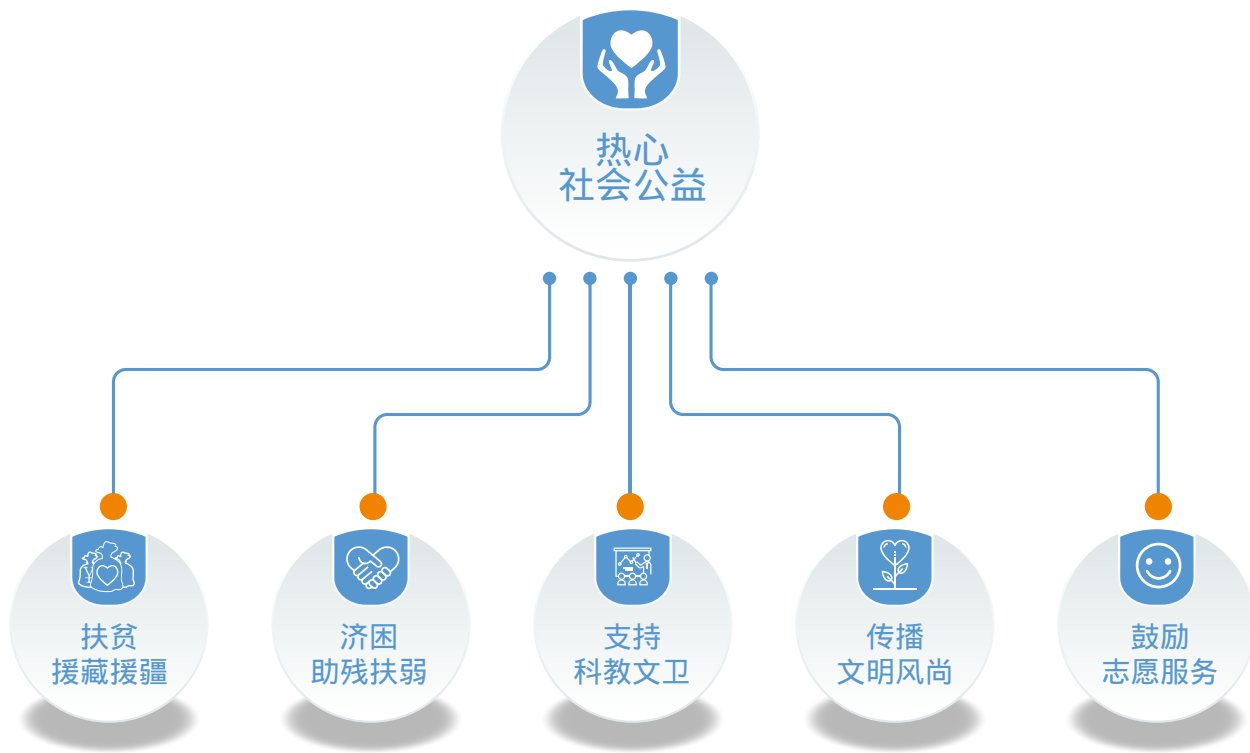 热心
社会公益
扶贫
援藏援疆
济困
助残扶弱
支持
科教文卫
传播
文明风尚
鼓励
志愿服务